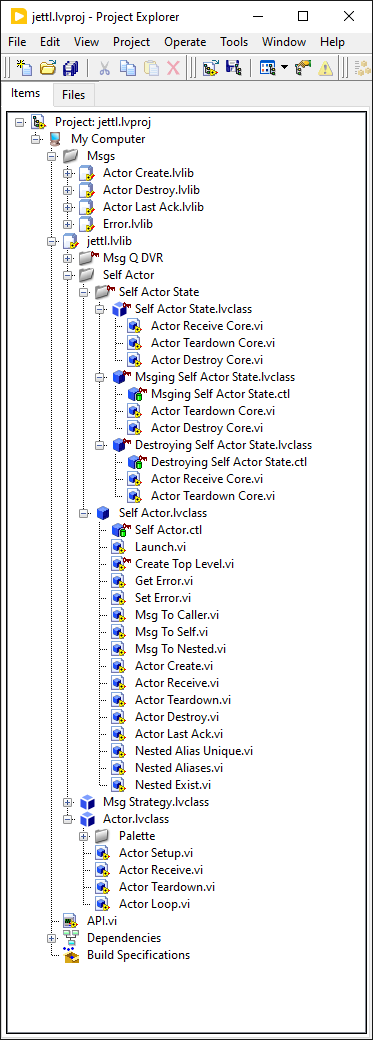 jettl.lvproj - Project Explorer
File Edit View Project Operate Tools Window Help
Items Files
Project: jettl.lvproj
My Computer
Msgs
Actor Create.lvlib
Actor Destroy.lvlib
Actor Last Ack.lvlib
Error.lvlib
jettl.lvlib
Msg Q DVR
Self Actor
Self Actor State
Self Actor State.lvclass
Actor Receive Core.vi
Actor Teardown Core.vi
Actor Destroy Core.vi
Msging Self Actor State.lvclass
Msging Self Actor State.ctl
Actor Teardown Core.vi
Actor Destroy Core.vi
Destroying Self Actor State.lvclass
Destroying Self Actor State.ctl
Actor Receive Core.vi
Actor Teardown Core.vi
Self Actor.lvclass
Self Actor.ctl
Launch.vi
Create Top Level.vi
Get Error.vi
Set Error.vi
Msg To Caller.vi
Msg To Self.vi
Msg To Nested.vi
Actor Create.vi
Actor Receive.vi
Actor Teardown.vi
Actor Destroy.vi
Actor Last Ack.vi
Nested Alias Unique.vi
Nested Aliases.vi
Nested Exist.vi
Msg Strategy.lvclass
Actor.lvclass
Palette
Actor Setup.vi
Actor Receive.vi
Actor Teardown.vi
Actor Loop.vi
API.vi
Dependencies
Build Specifications